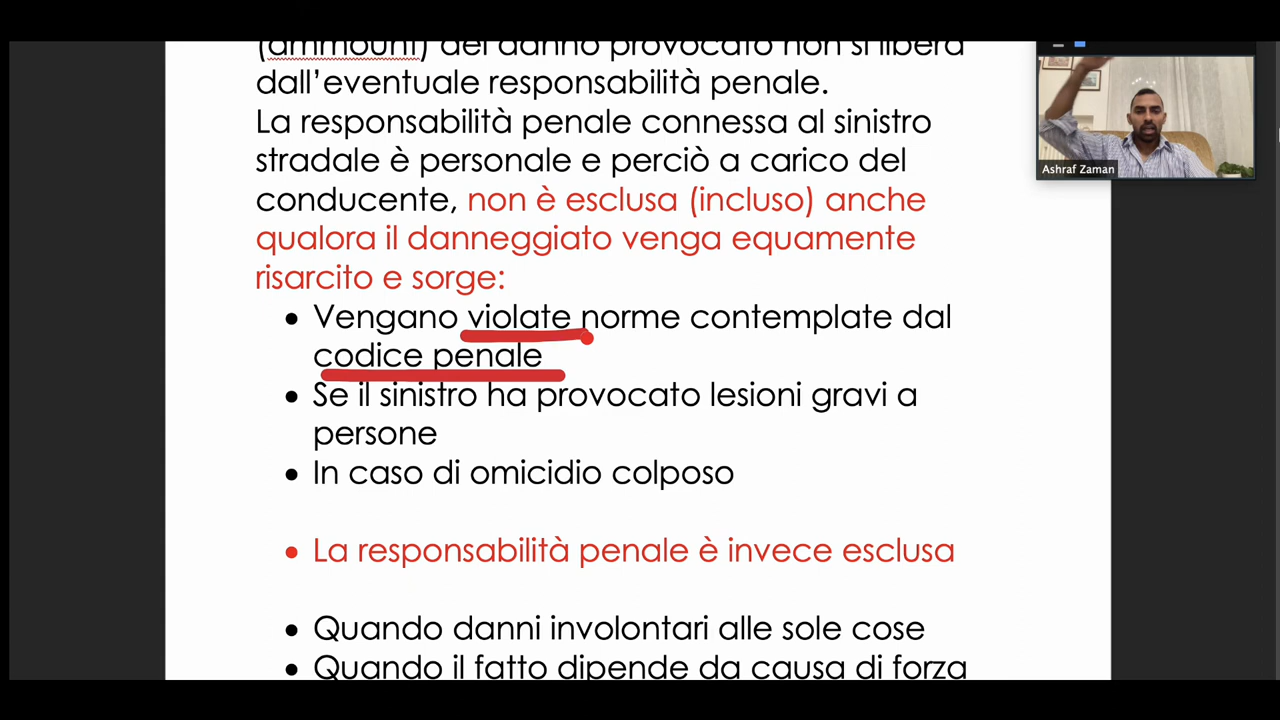 (ammount) del danno provocato non si libera
dall’eventuale responsabilità penale.
La responsabilità penale connessa al sinistro
stradale è personale e perciò a carico del
conducente, non è esclusa (incluso) anche
qualora il danneggiato venga equamente
risarcito e sorge:
• Vengano violate norme contemplate dal
codice penale
• Se il sinistro ha provocato lesioni gravi a
persone
• In caso di omicidio colposo
• La responsabilità penale è invece esclusa
• Quando danni involontari alle sole cose
• Quando il fatto dipende da causa di forza
Ashraf Zaman